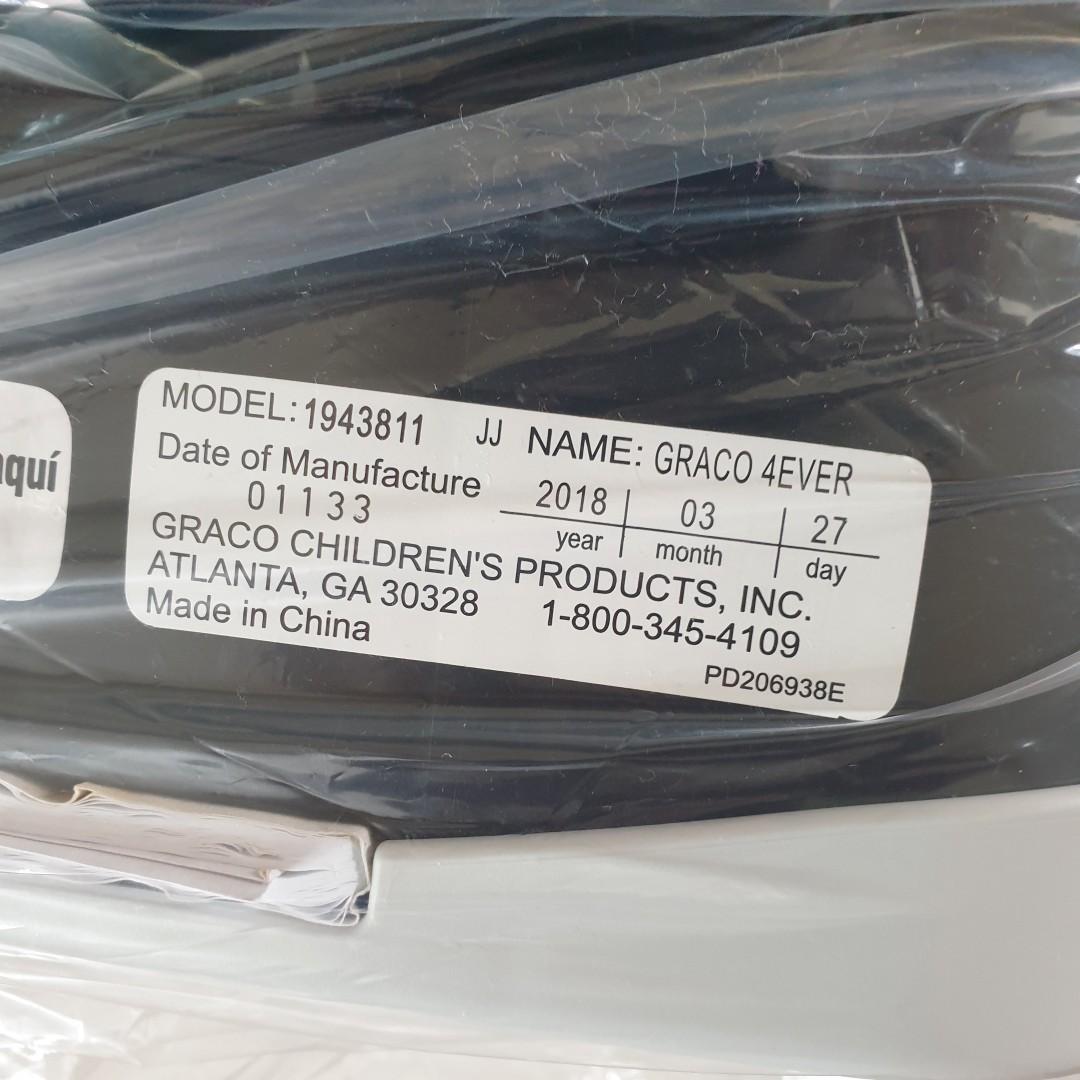 MODEL: 1943811 JJ NAME: GRACO 4EVER
Date of Manufacture 2018 03 27
01133 year month day
GRACO CHILDREN'S PRODUCTS, INC.
ATLANTA, GA 30328 1-800-345-4109
Made in China
PD206938E
aquí